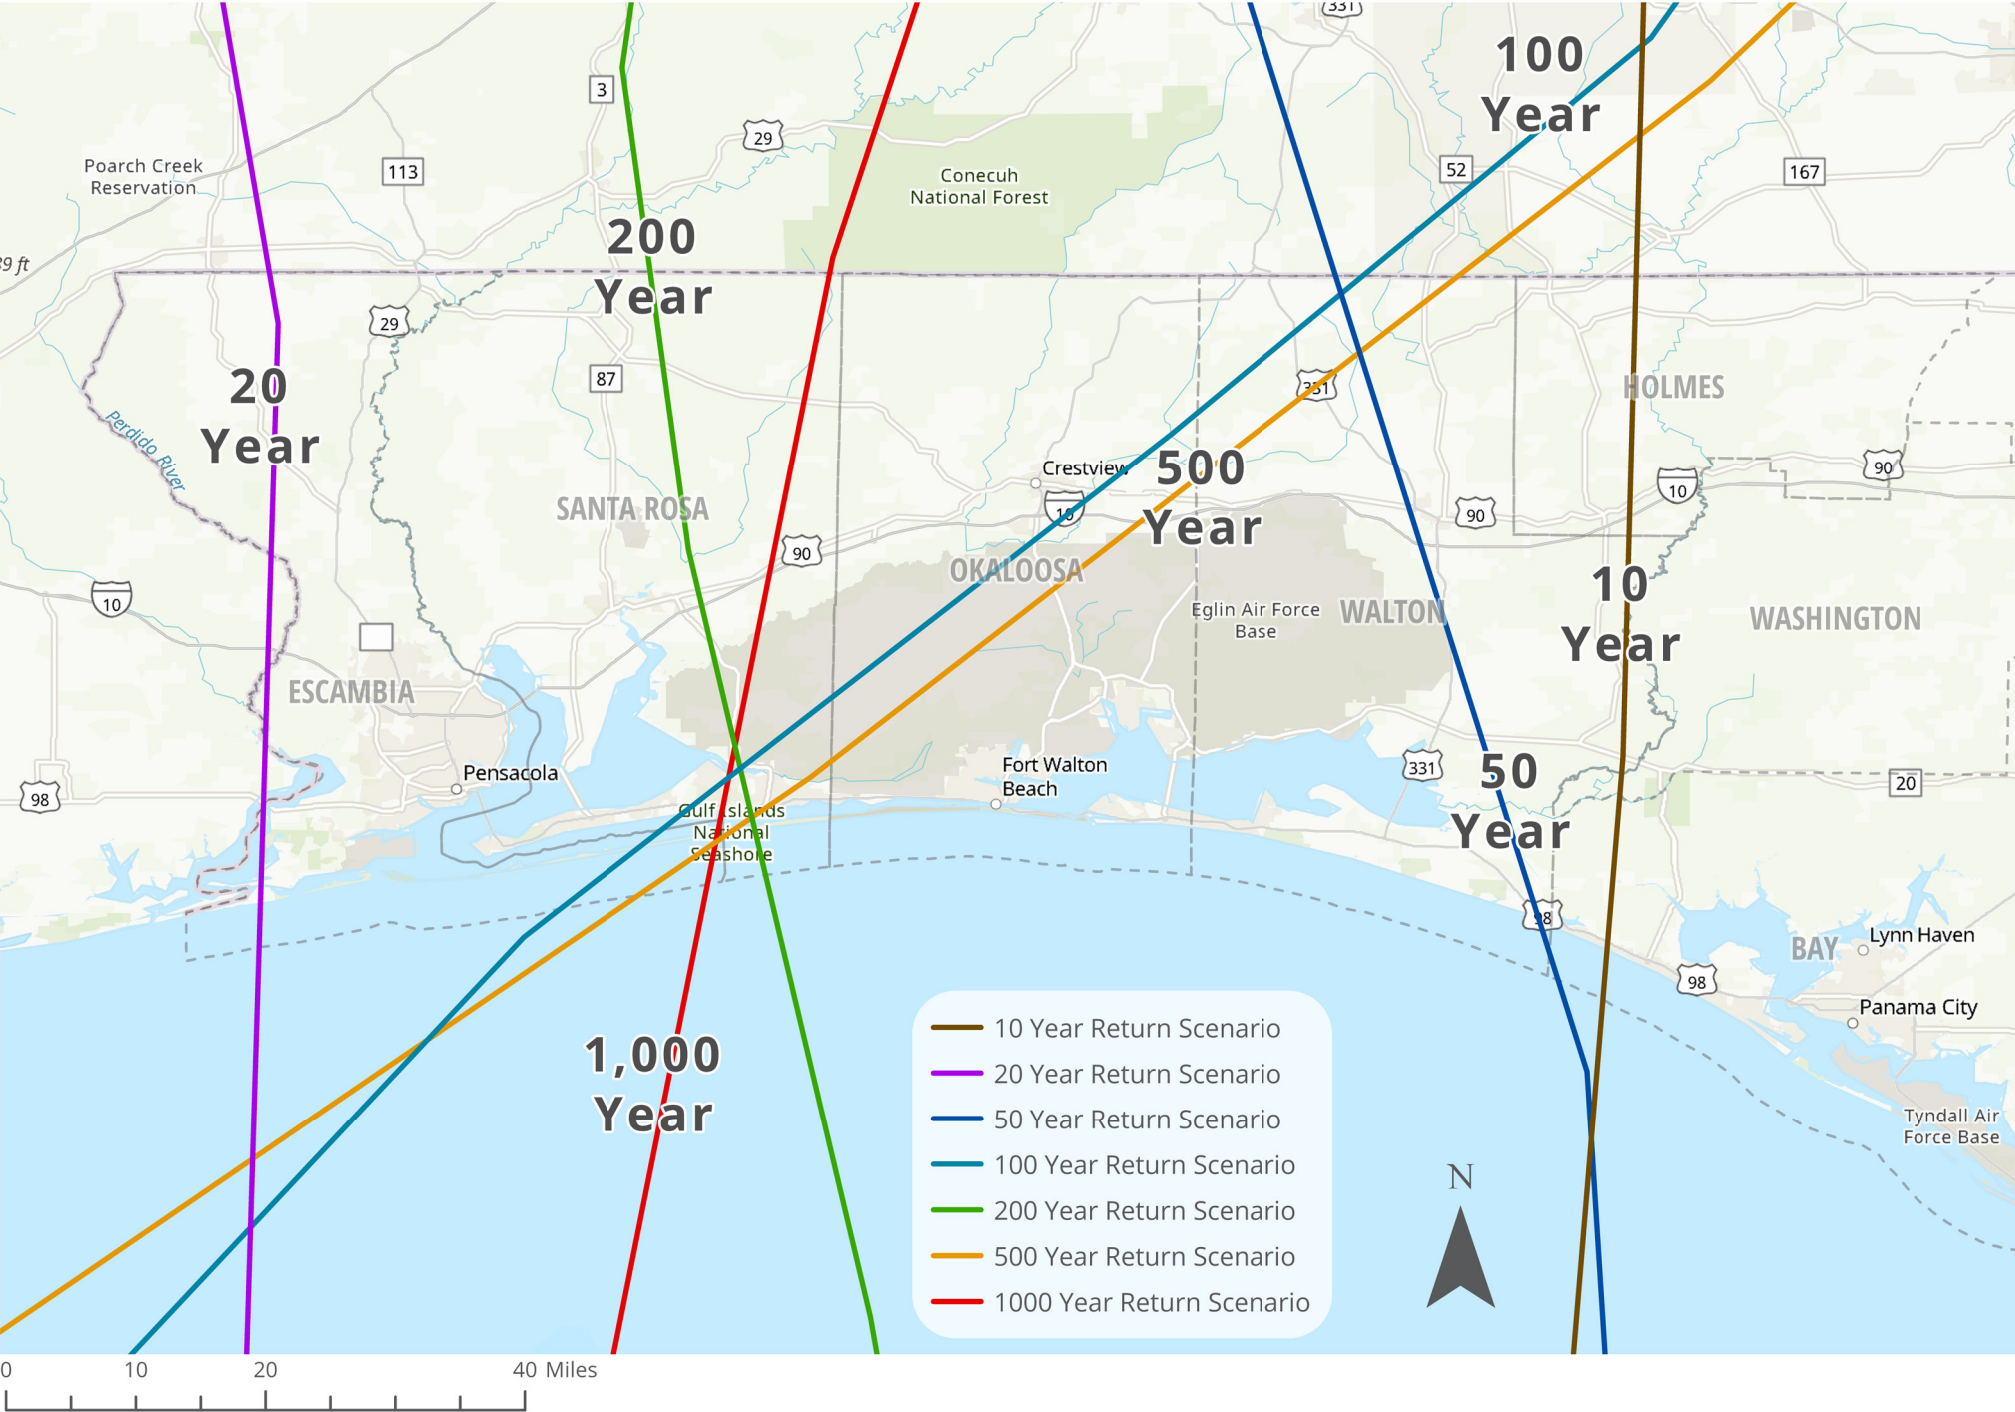 331
100
Year
3
29
52
167
113
Poarch Creek
Reservation
Conecuh
National Forest
200
Year
39 ft
29
20
Year
87
331
HOLMES
Perdido River
Crestview
500
Year
90
10
10
90
SANTA ROSA
90
OKALOOSA
10
Eglin Air Force
Base
WALTON
10
Year
WASHINGTON
ESCAMBIA
Pensacola
Fort Walton
Beach
331
50
Year
20
98
Gulf Islands
National
Seashore
98
Lynn Haven
BAY
98
Panama City
1,000
Year
10 Year Return Scenario
20 Year Return Scenario
50 Year Return Scenario
100 Year Return Scenario
200 Year Return Scenario
500 Year Return Scenario
1000 Year Return Scenario
N
Tyndall Air
Force Base
0 10 20 40 Miles